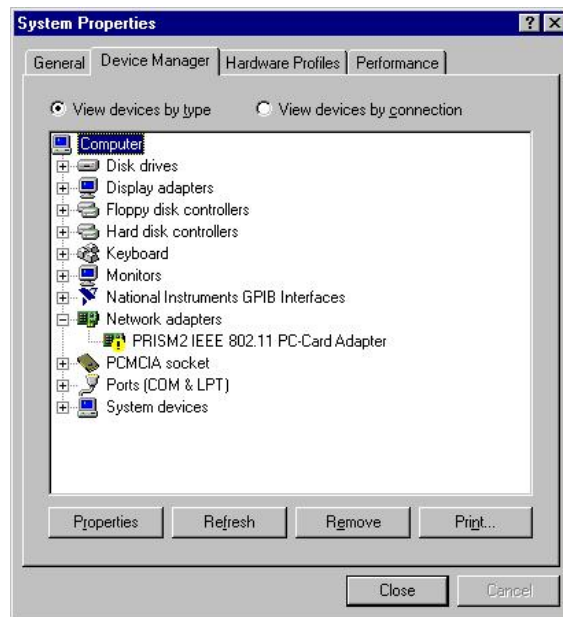 System Properties
General Device Manager Hardware Profiles Performance
View devices by type View devices by connection
Computer
Disk drives
Display adapters
Floppy disk controllers
Hard disk controllers
Keyboard
Monitors
National Instruments GPIB Interfaces
Network adapters
PRISM2 IEEE 802.11 PC-Card Adapter
PCMCIA socket
Ports (COM & LPT)
System devices
Properties Refresh Remove Print...
Close Cancel